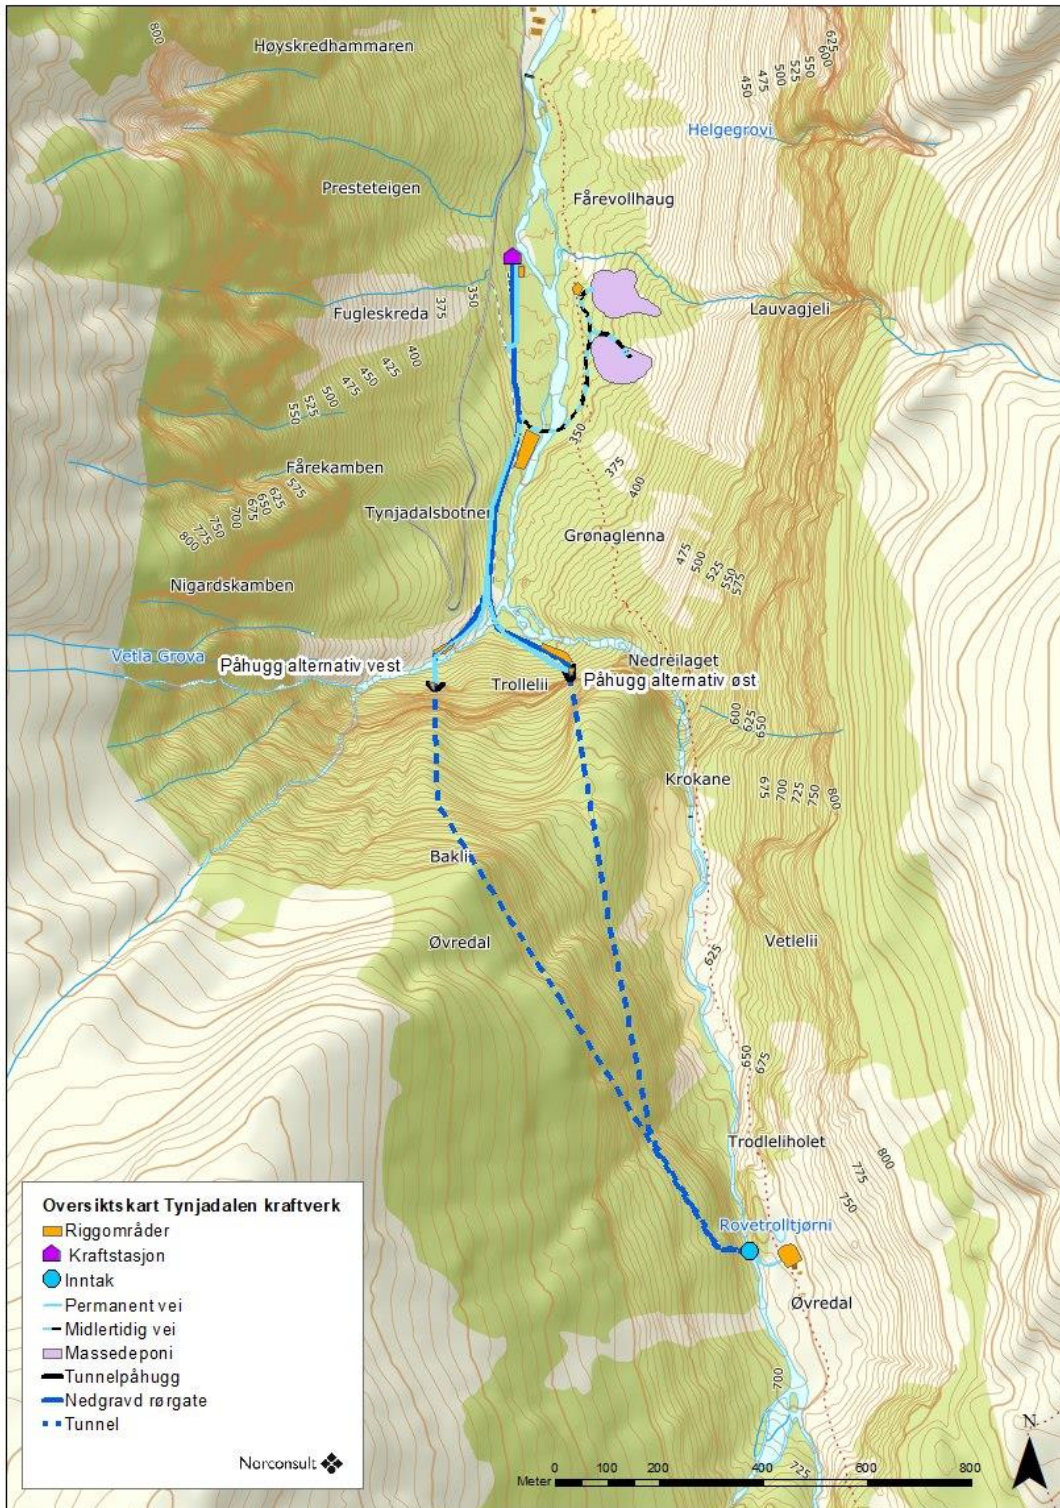 800
Høyskredhammaren
625
600
550
525
500
475
450
Helgegrovi
Presteteigen
Fårevollhaug
350
375
Fugleskreda
Lauvagjeli
400
425
450
475
500
525
550
350
375
400
Fårekamben
575
625
650
675
700
750
775
800
Tynjadalsbotner
Grønaglenna
475
500
525
550
575
Nigardskamben
Vetla Grova
Påhugg alternativ vest
Nedreilaget
Trollelii
Påhugg alternativ øst
600
625
650
Krokane
675
700
725
750
800
Baklii
Øvredal
Vetlelii
625
650
675
Trodleliholet
800
775
750
Rovetrolltjørni
Øvredal
700
725
Oversiktskart Tynjadalen kraftverk
Riggområder
Kraftstasjon
Inntak
Permanent vei
Midlertidig vei
Massedeponi
Tunnelpåhugg
Nedgravd rørgate
Tunnel
Norconsult
N
0 100 200 400 600 800
Meter